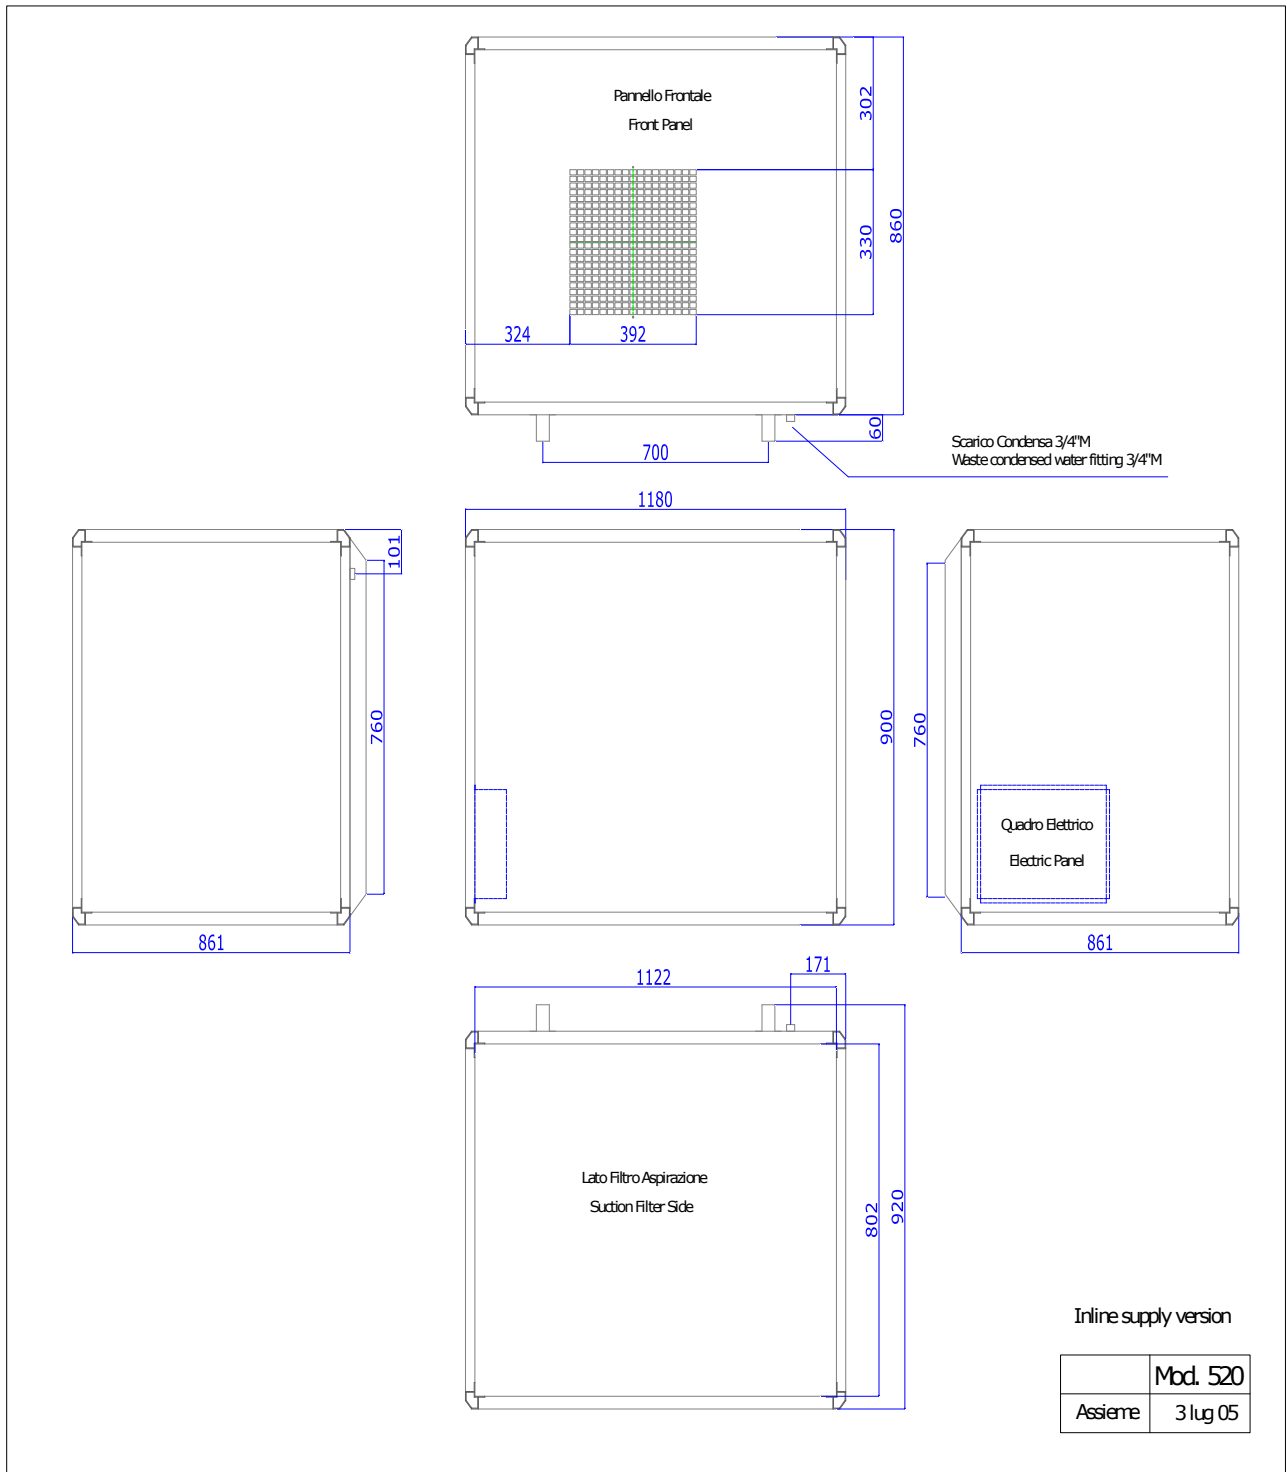 Pannello Frontale
Front Panel
302
330
860
324
392
60
700
Scarico Condensa 3/4"M
Waste condensed water fitting 3/4"M
1180
101
760
900
760
Quadro Elettrico
Electric Panel
861
861
171
1122
Lato Filtro Aspirazione
Suction Filter Side
802
920
Inline supply version
Mod. 520
Assieme 3 lug 05